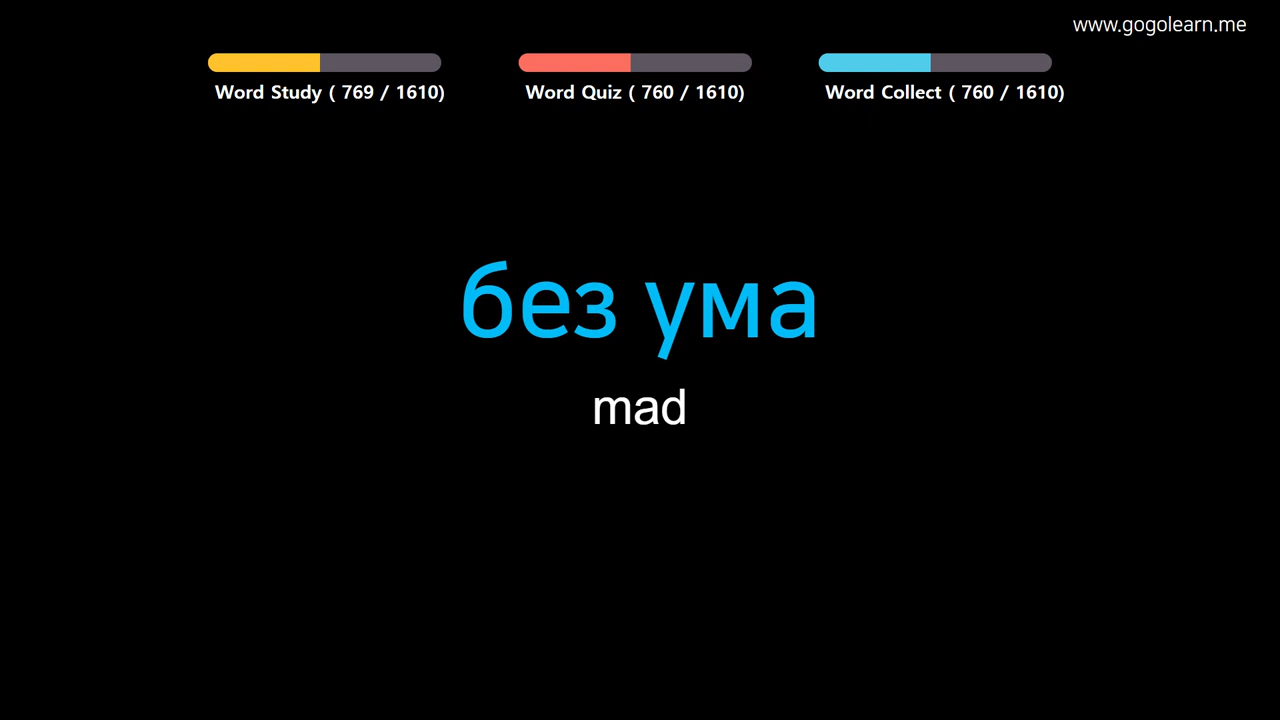 www.gogolearn.me
Word Study ( 769 / 1610)
Word Quiz ( 760 / 1610)
Word Collect ( 760 / 1610)
без ума
mad